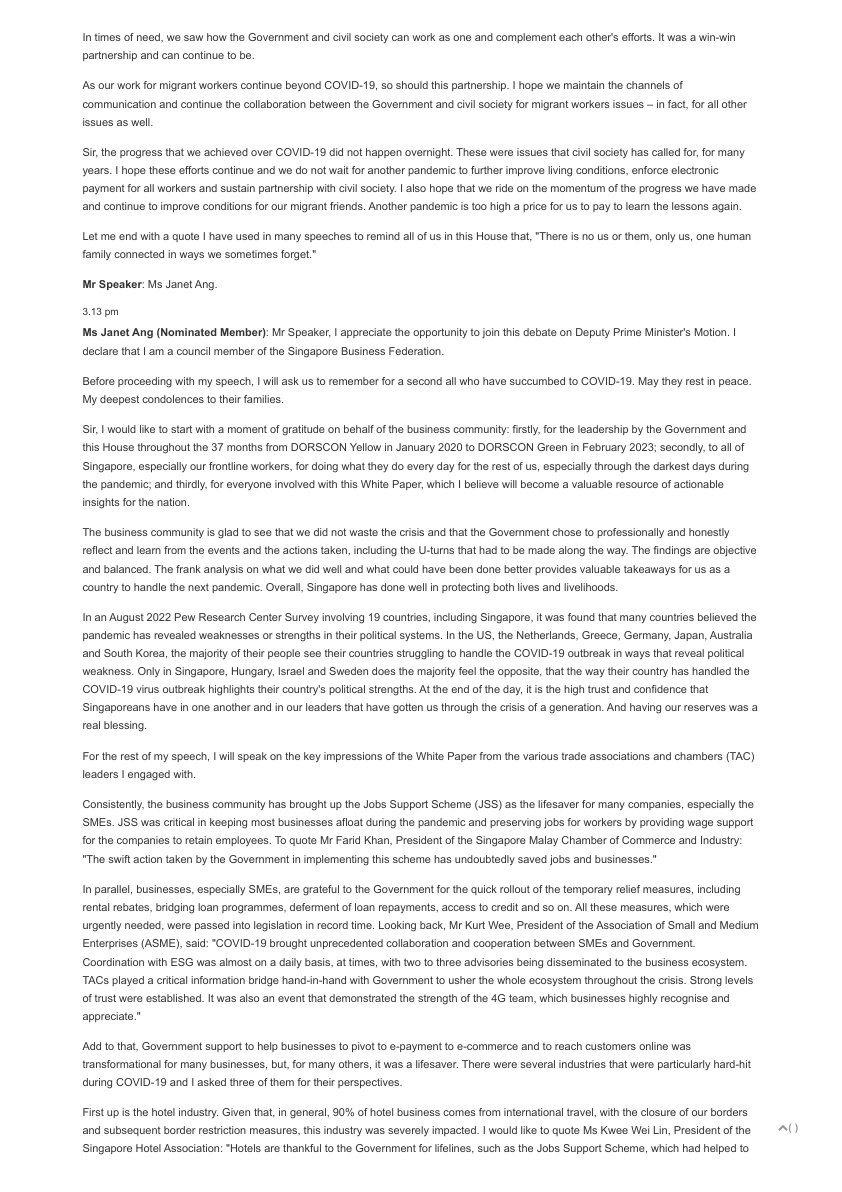 In times of need, we saw how the Government and civil society can work as one and complement each other's efforts. It was a win-win
partnership and can continue to be.
As our work for migrant workers continue beyond COVID-19, so should this partnership. I hope we maintain the channels of
communication and continue the collaboration between the Government and civil society for migrant workers issues – in fact, for all other
issues as well.
Sir, the progress that we achieved over COVID-19 did not happen overnight. These were issues that civil society has called for, for many
years. I hope these efforts continue and we do not wait for another pandemic to further improve living conditions, enforce electronic
payment for all workers and sustain partnership with civil society. I also hope that we ride on the momentum of the progress we have made
and continue to improve conditions for our migrant friends. Another pandemic is too high a price for us to pay to learn the lessons again.
Let me end with a quote I have used in many speeches to remind all of us in this House that, "There is no us or them, only us, one human
family connected in ways we sometimes forget."
Mr Speaker: Ms Janet Ang.
3.13 pm
Ms Janet Ang (Nominated Member): Mr Speaker, I appreciate the opportunity to join this debate on Deputy Prime Minister's Motion. I
declare that I am a council member of the Singapore Business Federation.
Before proceeding with my speech, I will ask us to remember for a second all who have succumbed to COVID-19. May they rest in peace.
My deepest condolences to their families.
Sir, I would like to start with a moment of gratitude on behalf of the business community: firstly, for the leadership by the Government and
this House throughout the 37 months from DORSCON Yellow in January 2020 to DORSCON Green in February 2023; secondly, to all of
Singapore, especially our frontline workers, for doing what they do every day for the rest of us, especially through the darkest days during
the pandemic; and thirdly, for everyone involved with this White Paper, which I believe will become a valuable resource of actionable
insights for the nation.
The business community is glad to see that we did not waste the crisis and that the Government chose to professionally and honestly
reflect and learn from the events and the actions taken, including the U-turns that had to be made along the way. The findings are objective
and balanced. The frank analysis on what we did well and what could have been done better provides valuable takeaways for us as a
country to handle the next pandemic. Overall, Singapore has done well in protecting both lives and livelihoods.
In an August 2022 Pew Research Center Survey involving 19 countries, including Singapore, it was found that many countries believed the
pandemic has revealed weaknesses or strengths in their political systems. In the US, the Netherlands, Greece, Germany, Japan, Australia
and South Korea, the majority of their people see their countries struggling to handle the COVID-19 outbreak in ways that reveal political
weakness. Only in Singapore, Hungary, Israel and Sweden does the majority feel the opposite, that the way their country has handled the
COVID-19 virus outbreak highlights their country's political strengths. At the end of the day, it is the high trust and confidence that
Singaporeans have in one another and in our leaders that have gotten us through the crisis of a generation. And having our reserves was a
real blessing.
For the rest of my speech, I will speak on the key impressions of the White Paper from the various trade associations and chambers (TAC)
leaders I engaged with.
Consistently, the business community has brought up the Jobs Support Scheme (JSS) as the lifesaver for many companies, especially the
SMEs. JSS was critical in keeping most businesses afloat during the pandemic and preserving jobs for workers by providing wage support
for the companies to retain employees. To quote Mr Farid Khan, President of the Singapore Malay Chamber of Commerce and Industry:
"The swift action taken by the Government in implementing this scheme has undoubtedly saved jobs and businesses."
In parallel, businesses, especially SMEs, are grateful to the Government for the quick rollout of the temporary relief measures, including
rental rebates, bridging loan programmes, deferment of loan repayments, access to credit and so on. All these measures, which were
urgently needed, were passed into legislation in record time. Looking back, Mr Kurt Wee, President of the Association of Small and Medium
Enterprises (ASME), said: "COVID-19 brought unprecedented collaboration and cooperation between SMEs and Government.
Coordination with ESG was almost on a daily basis, at times, with two to three advisories being disseminated to the business ecosystem.
TACs played a critical information bridge hand-in-hand with Government to usher the whole ecosystem throughout the crisis. Strong levels
of trust were established. It was also an event that demonstrated the strength of the 4G team, which businesses highly recognise and
appreciate."
Add to that, Government support to help businesses to pivot to e-payment to e-commerce and to reach customers online was
transformational for many businesses, but, for many others, it was a lifesaver. There were several industries that were particularly hard-hit
during COVID-19 and I asked three of them for their perspectives.
First up is the hotel industry. Given that, in general, 90% of hotel business comes from international travel, with the closure of our borders
and subsequent border restriction measures, this industry was severely impacted. I would like to quote Ms Kwee Wei Lin, President of the
Singapore Hotel Association: "Hotels are thankful to the Government for lifelines, such as the Jobs Support Scheme, which had helped to
( )